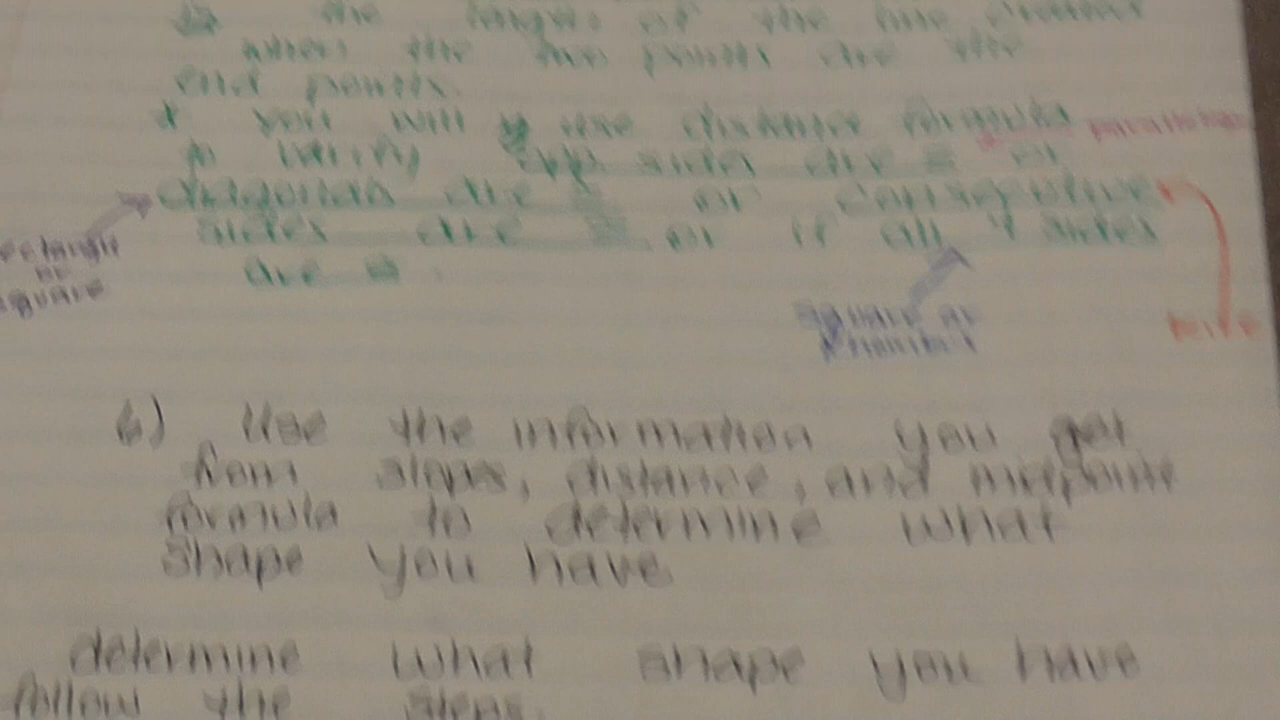 the length of the line
when the two points are the
end points.
* you will use distance formula
parallelogram
to verify opp sides are ≅ or
diagonals are ≅ or consecutive
sides are ≅ or if all 4 sides
are ≅
rectangle
or
square
square or
rhombus
kite
6) Use the information you get
from slope, distance, and midpoint
formula to determine what
shape you have
determine what shape you have
follow the steps.